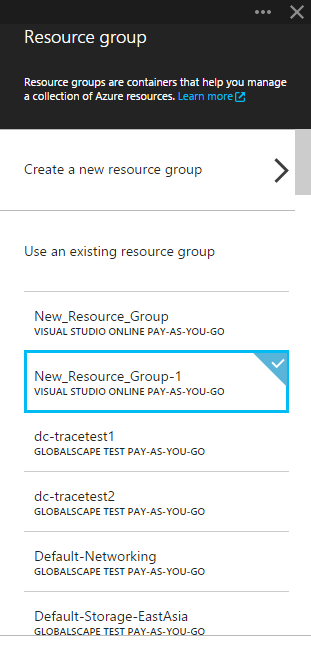 Resource group
Resource groups are containers that help you manage
a collection of Azure resources. Learn more
Create a new resource group
Use an existing resource group
New_Resource_Group
VISUAL STUDIO ONLINE PAY-AS-YOU-GO
New_Resource_Group-1
VISUAL STUDIO ONLINE PAY-AS-YOU-GO
dc-tracetest1
GLOBALSCAPE TEST PAY-AS-YOU-GO
dc-tracetest2
GLOBALSCAPE TEST PAY-AS-YOU-GO
Default-Networking
GLOBALSCAPE TEST PAY-AS-YOU-GO
Default-Storage-EastAsia
GLOBALSCAPE TEST PAY-AS-YOU-GO